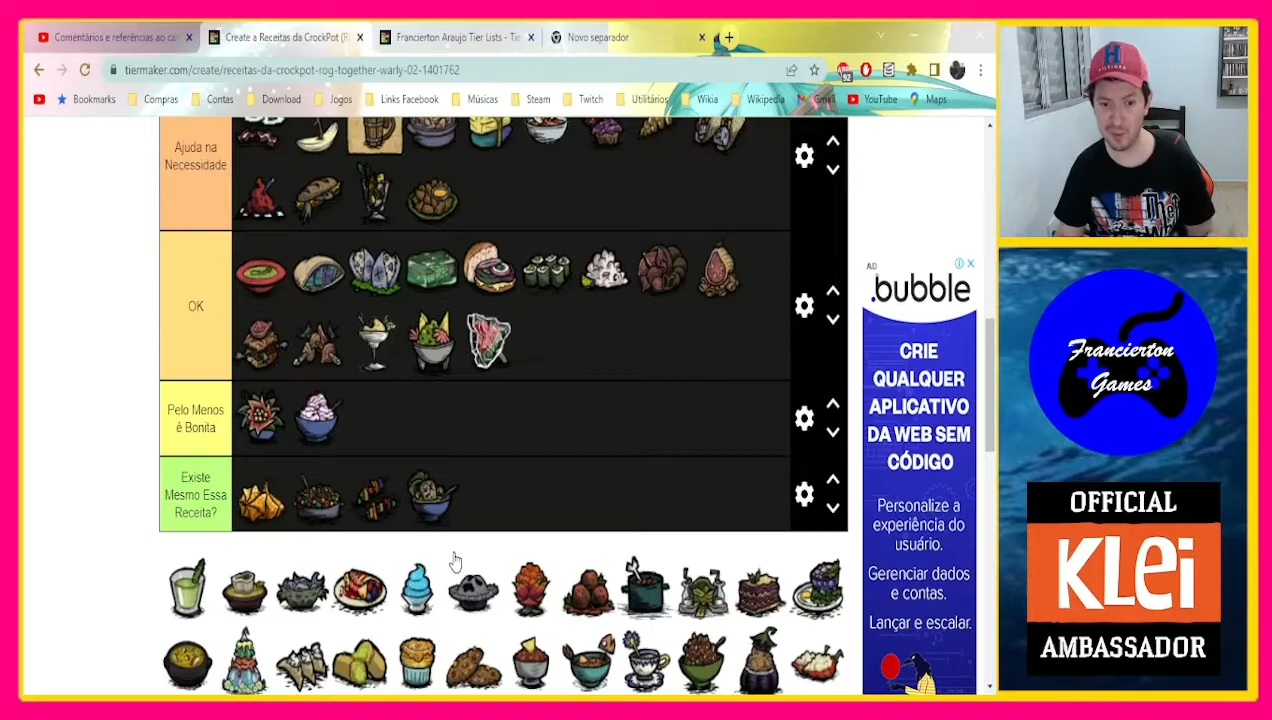 Comentários e referências ao ca
Create a Receitas da CrockPot (R
Francierton Araujo Tier Lists - Tie
Novo separador
tiermaker.com/create/receitas-da-crockpot-rog-together-warly-02-1401762
92
Bookmarks
Compras
Contas
Download
Jogos
Links Facebook
Músicas
Steam
Twitch
Utilitários
Wikia
Wikipedia
Gmail
YouTube
Maps
Ajuda na
Necessidade
OK
Pelo Menos
é Bonita
Existe
Mesmo Essa
Receita?
AD
.bubble
CRIE
QUALQUER
APLICATIVO
DA WEB SEM
CÓDIGO
Personalize a
experiência do
usuário.
Gerenciar dados
e contas.
Lançar e escalar.
H
HILFIGER
Francierton
Games
OFFICIAL
KLEi
AMBASSADOR